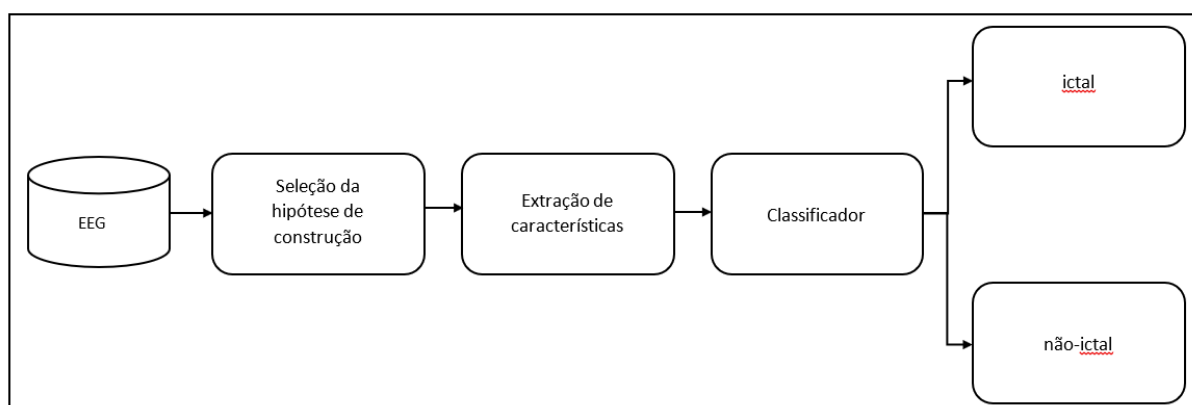 EEG
Seleção da
hipótese de
construção
Extração de
características
Classificador
ictal
não-ictal